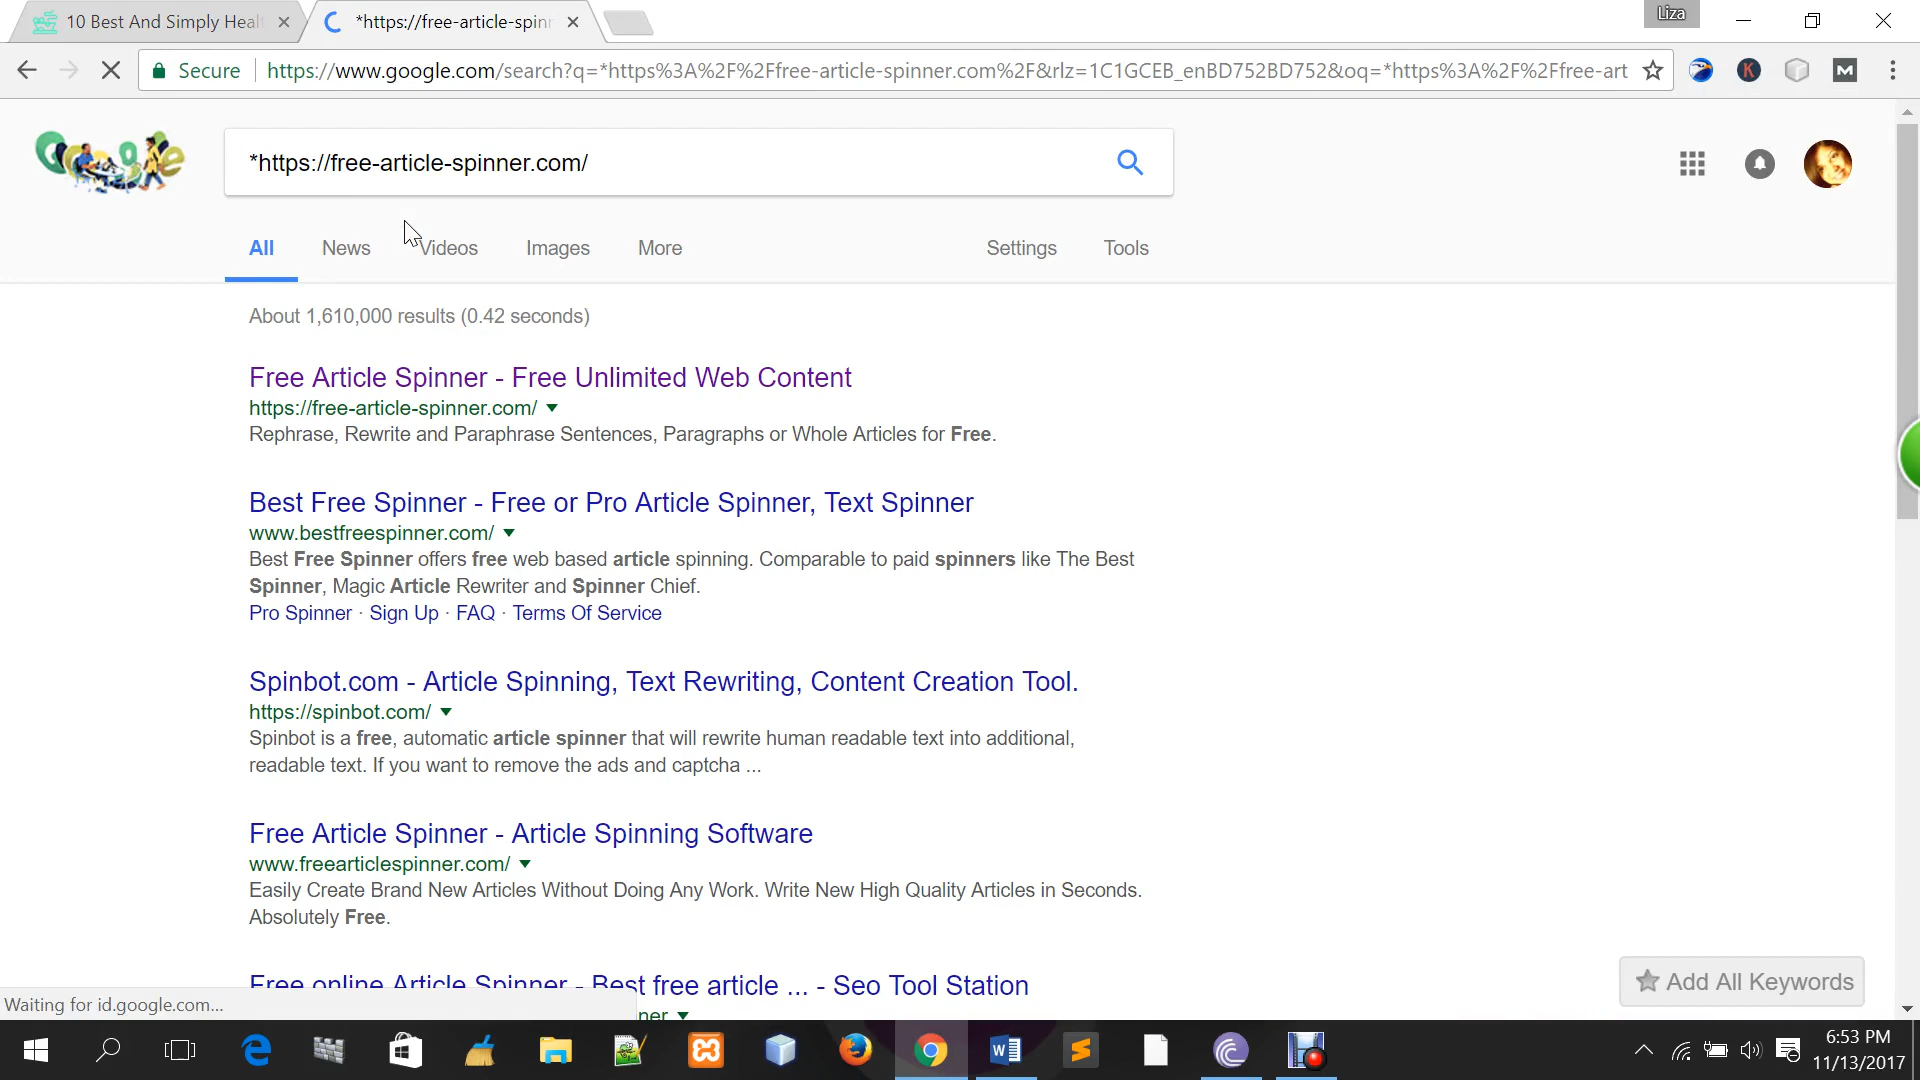 10 Best And Simply Heal
*https://free-article-spinn
Liza
Secure
https://www.google.com/search?q=*https%3A%2F%2Ffree-article-spinner.com%2F&rlz=1C1GCEB_enBD752BD752&oq=*https%3A%2F%2Ffree-art
*https://free-article-spinner.com/
All News Videos Images More Settings Tools
About 1,610,000 results (0.42 seconds)
Free Article Spinner - Free Unlimited Web Content
https://free-article-spinner.com/
Rephrase, Rewrite and Paraphrase Sentences, Paragraphs or Whole Articles for Free.
Best Free Spinner - Free or Pro Article Spinner, Text Spinner
www.bestfreespinner.com/
Best Free Spinner offers free web based article spinning. Comparable to paid spinners like The Best
Spinner, Magic Article Rewriter and Spinner Chief.
Pro Spinner · Sign Up · FAQ · Terms Of Service
Spinbot.com - Article Spinning, Text Rewriting, Content Creation Tool.
https://spinbot.com/
Spinbot is a free, automatic article spinner that will rewrite human readable text into additional,
readable text. If you want to remove the ads and captcha ...
Free Article Spinner - Article Spinning Software
www.freearticlespinner.com/
Easily Create Brand New Articles Without Doing Any Work. Write New High Quality Articles in Seconds.
Absolutely Free.
Free online Article Spinner - Best free article ... - Seo Tool Station
Add All Keywords
Waiting for id.google.com...
ner
6:53 PM
11/13/2017